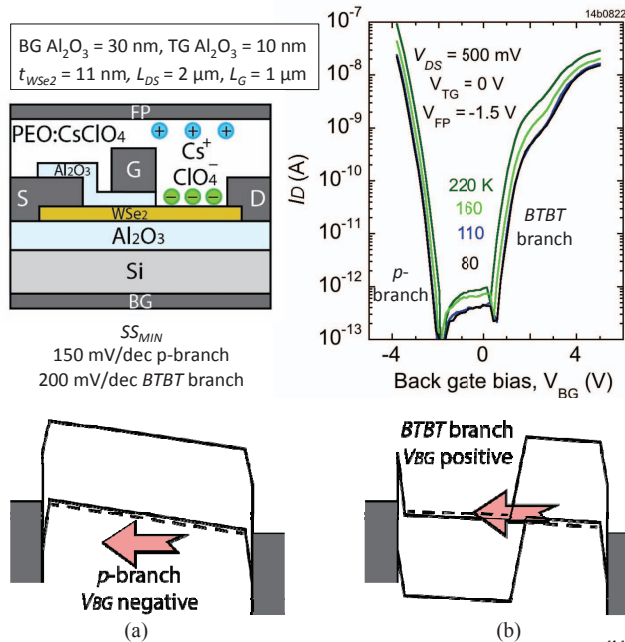 BG Al₂O₃ = 30 nm, TG Al₂O₃ = 10 nm
tWSe2 = 11 nm, LDS = 2 µm, LG = 1 µm
FP
PEO:CsClO₄
+ +
Cs⁺
ClO₄⁻
Al₂O₃
G
S
− − −
D
WSe₂
Al₂O₃
Si
BG
SSMIN
150 mV/dec p-branch
200 mV/dec BTBT branch
14b0822
10⁻⁷
10⁻⁸
10⁻⁹
10⁻¹⁰
10⁻¹¹
10⁻¹²
10⁻¹³
ID (A)
VDS = 500 mV
VTG = 0 V
VFP = -1.5 V
220 K
160
110
80
p-
branch
BTBT
branch
-4 0 4
Back gate bias, VBG (V)
p-branch
VBG negative
(a)
BTBT branch
VBG positive
(b)